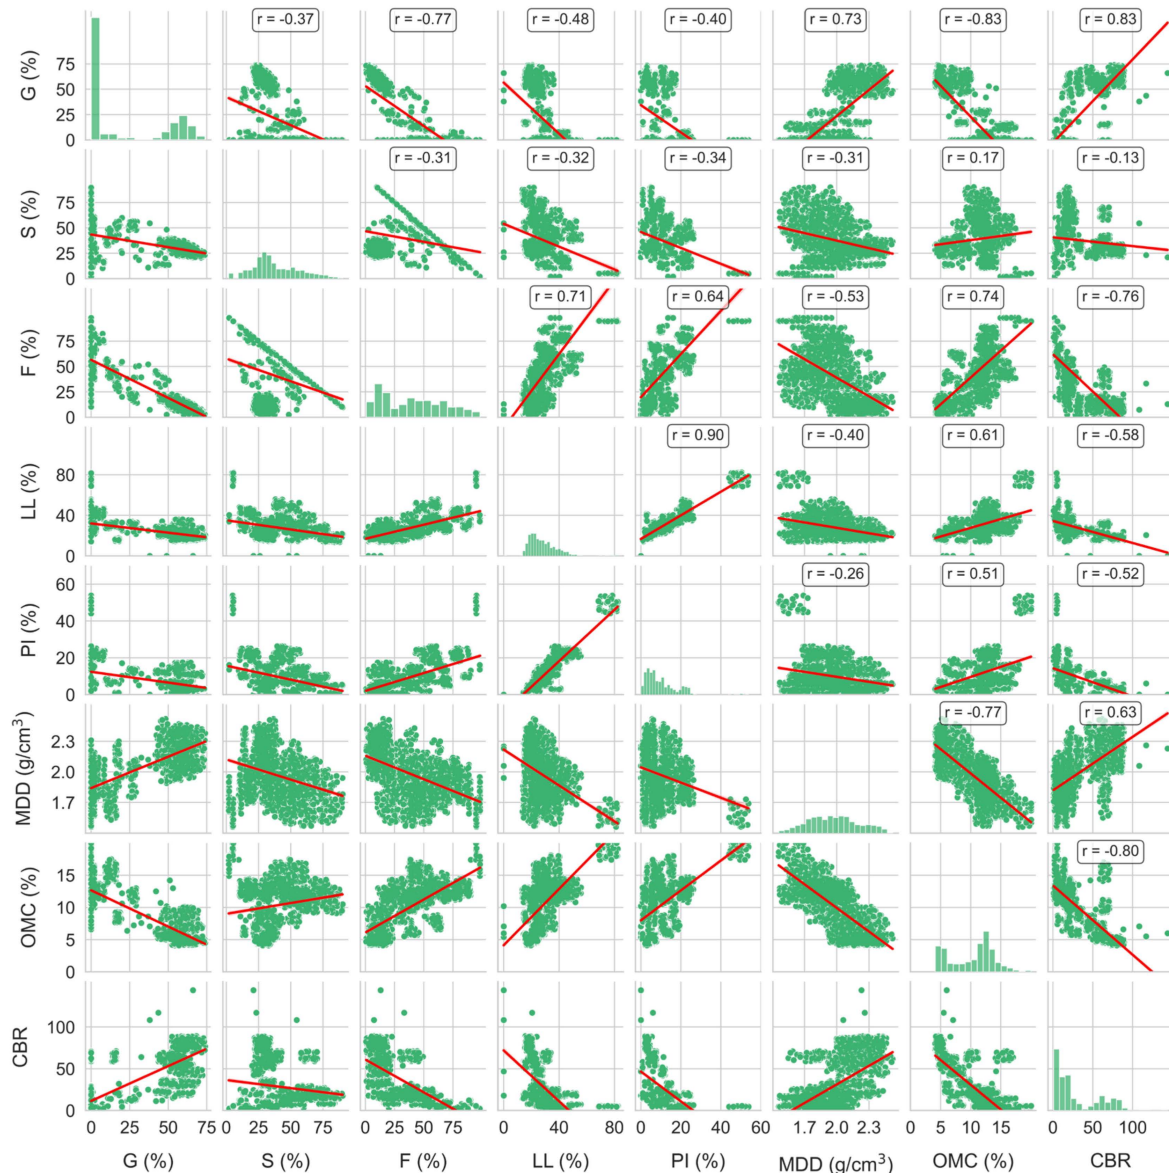 r = -0.37 r = -0.77 r = -0.48 r = -0.40 r = 0.73 r = -0.83 r = 0.83
G (%)
75
50
25
0
r = -0.31 r = -0.32 r = -0.34 r = -0.31 r = 0.17 r = -0.13
S (%)
75
50
25
0
r = 0.71 r = 0.64 r = -0.53 r = 0.74 r = -0.76
F (%)
75
50
25
0
r = 0.90 r = -0.40 r = 0.61 r = -0.58
LL (%)
80
40
0
r = -0.26 r = 0.51 r = -0.52
PI (%)
60
40
20
0
r = -0.77 r = 0.63
MDD (g/cm³)
2.3
2.0
1.7
r = -0.80
OMC (%)
15
10
5
0
CBR
100
50
0
0 25 50 75 0 25 50 75 0 25 50 75 0 40 80 0 20 40 60 1.7 2.0 2.3 0 5 10 15 0 50 100
G (%) S (%) F (%) LL (%) PI (%) MDD (g/cm³) OMC (%) CBR